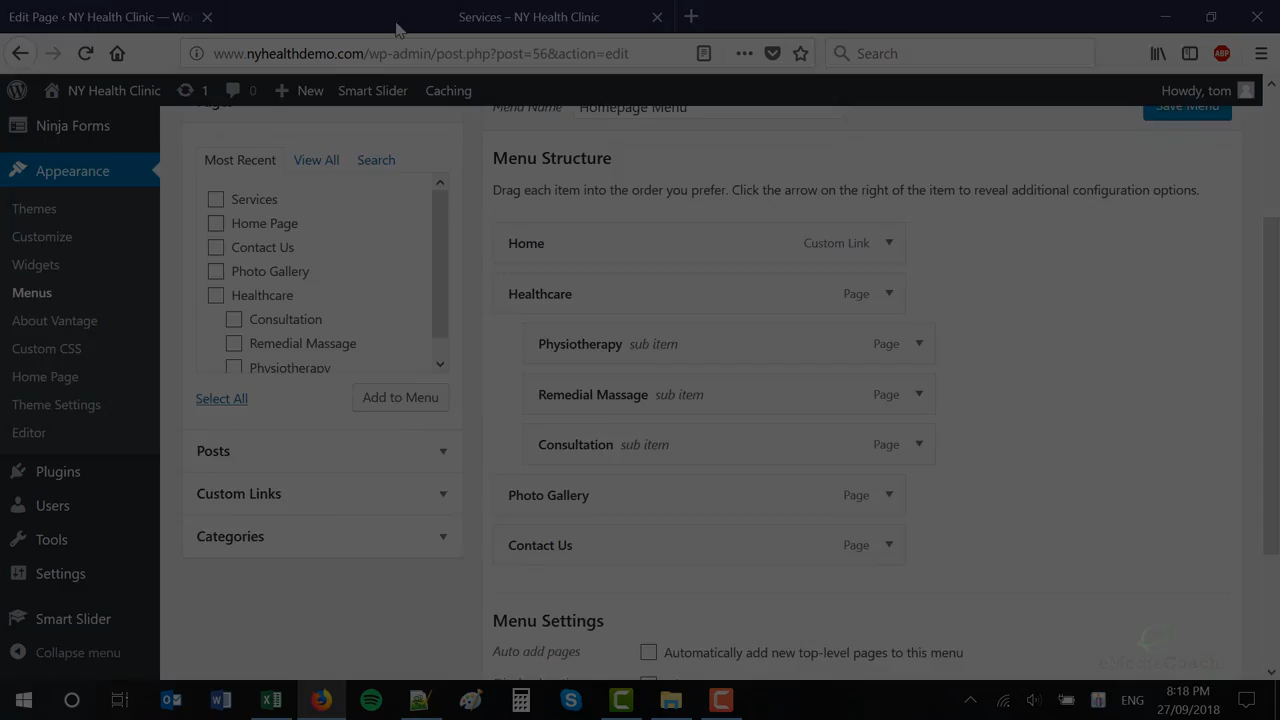 Edit Page ‹ NY Health Clinic — Wo
Services – NY Health Clinic
www.nyhealthdemo.com/wp-admin/post.php?post=56&action=edit
Search
ABP
NY Health Clinic
1
0
New
Smart Slider
Caching
Howdy, tom
Pages
Menu Name
Homepage Menu
Save Menu
Ninja Forms
Appearance
Themes
Customize
Widgets
Menus
About Vantage
Custom CSS
Home Page
Theme Settings
Editor
Plugins
Users
Tools
Settings
Smart Slider
Collapse menu
Most Recent
View All
Search
Services
Home Page
Contact Us
Photo Gallery
Healthcare
Consultation
Remedial Massage
Physiotherapy
Select All
Add to Menu
Posts
Custom Links
Categories
Menu Structure
Drag each item into the order you prefer. Click the arrow on the right of the item to reveal additional configuration options.
Home
Custom Link
Healthcare
Page
Physiotherapy sub item
Page
Remedial Massage sub item
Page
Consultation sub item
Page
Photo Gallery
Page
Contact Us
Page
Menu Settings
Auto add pages
Automatically add new top-level pages to this menu
eMediaCoach
ENG
8:18 PM
27/09/2018